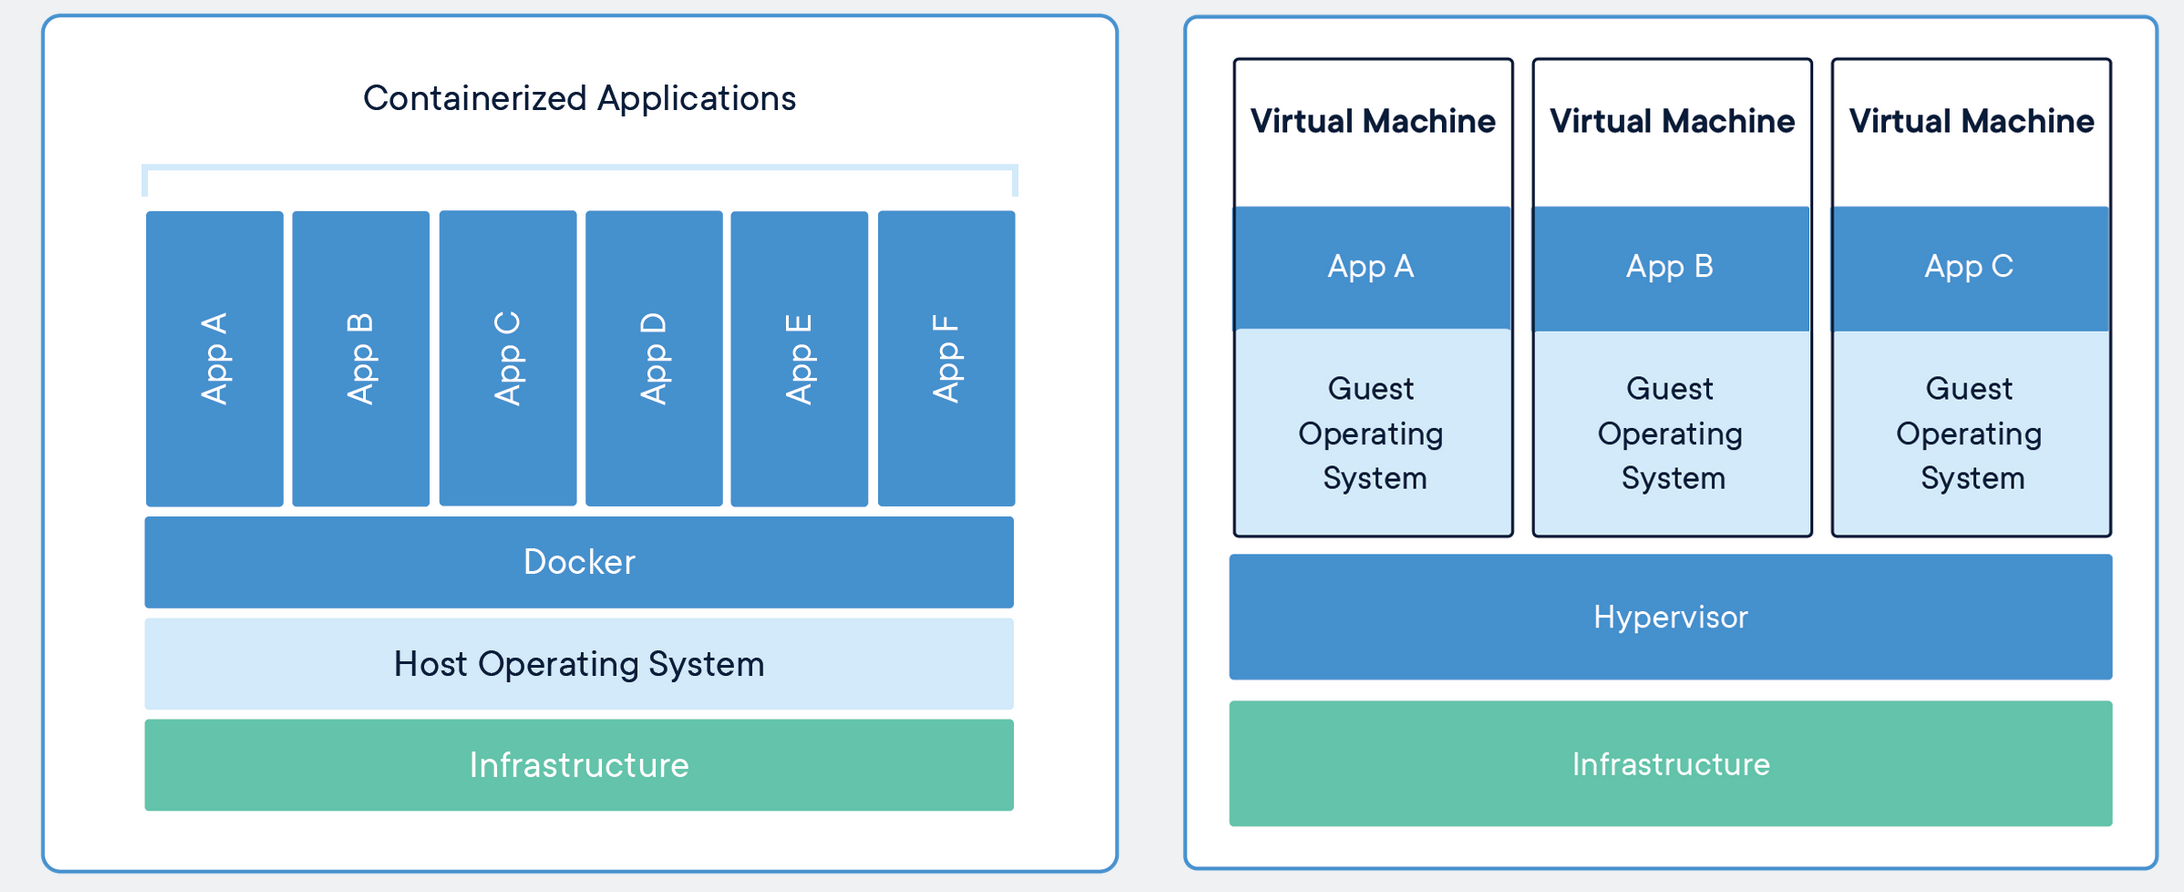 Containerized Applications
App A
App B
App C
App D
App E
App F
Docker
Host Operating System
Infrastructure
Virtual Machine
App A
Guest
Operating
System
Virtual Machine
App B
Guest
Operating
System
Virtual Machine
App C
Guest
Operating
System
Hypervisor
Infrastructure